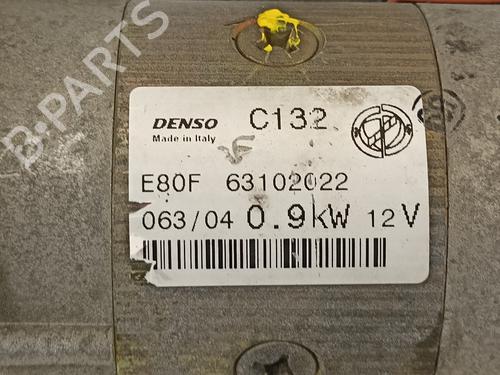 B-PARTS
DENSO C132
Made in Italy
E80F 63102022
063/04 0.9kW 12V